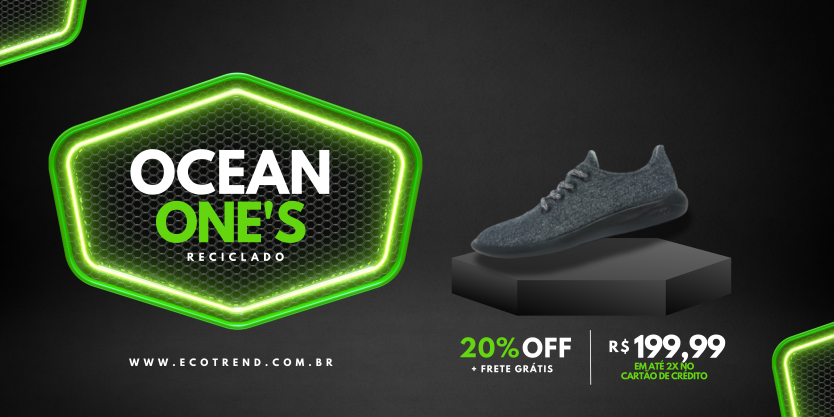 OCEAN
ONE'S
RECICLADO
WWW.ECOTREND.COM.BR
20% OFF
+ FRETE GRÁTIS
R$ 199,99
EM ATÉ 2X NO
CARTÃO DE CRÉDITO